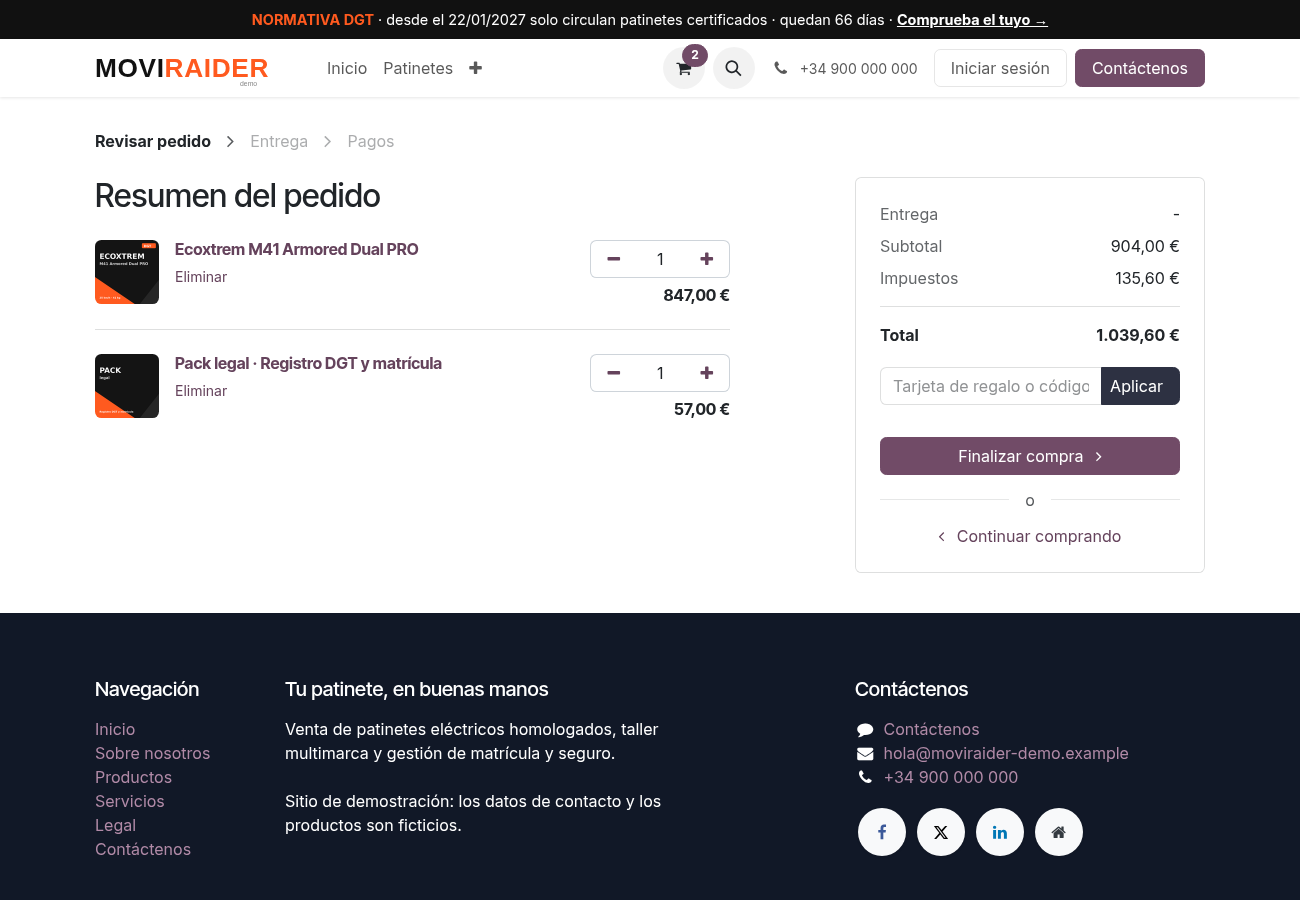 NORMATIVA DGT · desde el 22/01/2027 solo circulan patinetes certificados · quedan 66 días · Comprueba el tuyo →
MOVIRAIDER
demo
Inicio
Patinetes
2
+34 900 000 000
Iniciar sesión
Contáctenos
Revisar pedido
Entrega
Pagos
Resumen del pedido
ECOXTREM
M41 Armored Dual PRO
Ecoxtrem M41 Armored Dual PRO
Eliminar
1
847,00 €
PACK
legal
Pack legal · Registro DGT y matrícula
Eliminar
1
57,00 €
Entrega -
Subtotal 904,00 €
Impuestos 135,60 €
Total 1.039,60 €
Tarjeta de regalo o código
Aplicar
Finalizar compra
o
Continuar comprando
Navegación
Inicio
Sobre nosotros
Productos
Servicios
Legal
Contáctenos
Tu patinete, en buenas manos
Venta de patinetes eléctricos homologados, taller
multimarca y gestión de matrícula y seguro.
Sitio de demostración: los datos de contacto y los
productos son ficticios.
Contáctenos
Contáctenos
hola@moviraider-demo.example
+34 900 000 000